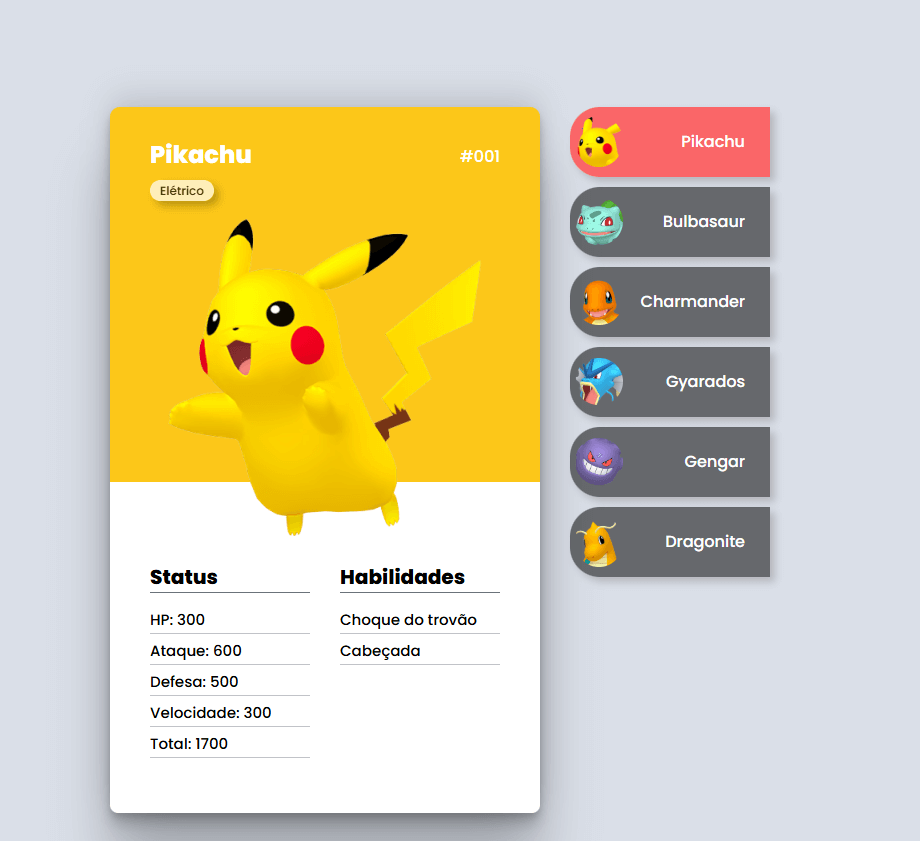 Pikachu
#001
Elétrico
Status
HP: 300
Ataque: 600
Defesa: 500
Velocidade: 300
Total: 1700
Habilidades
Choque do trovão
Cabeçada
Pikachu
Bulbasaur
Charmander
Gyarados
Gengar
Dragonite